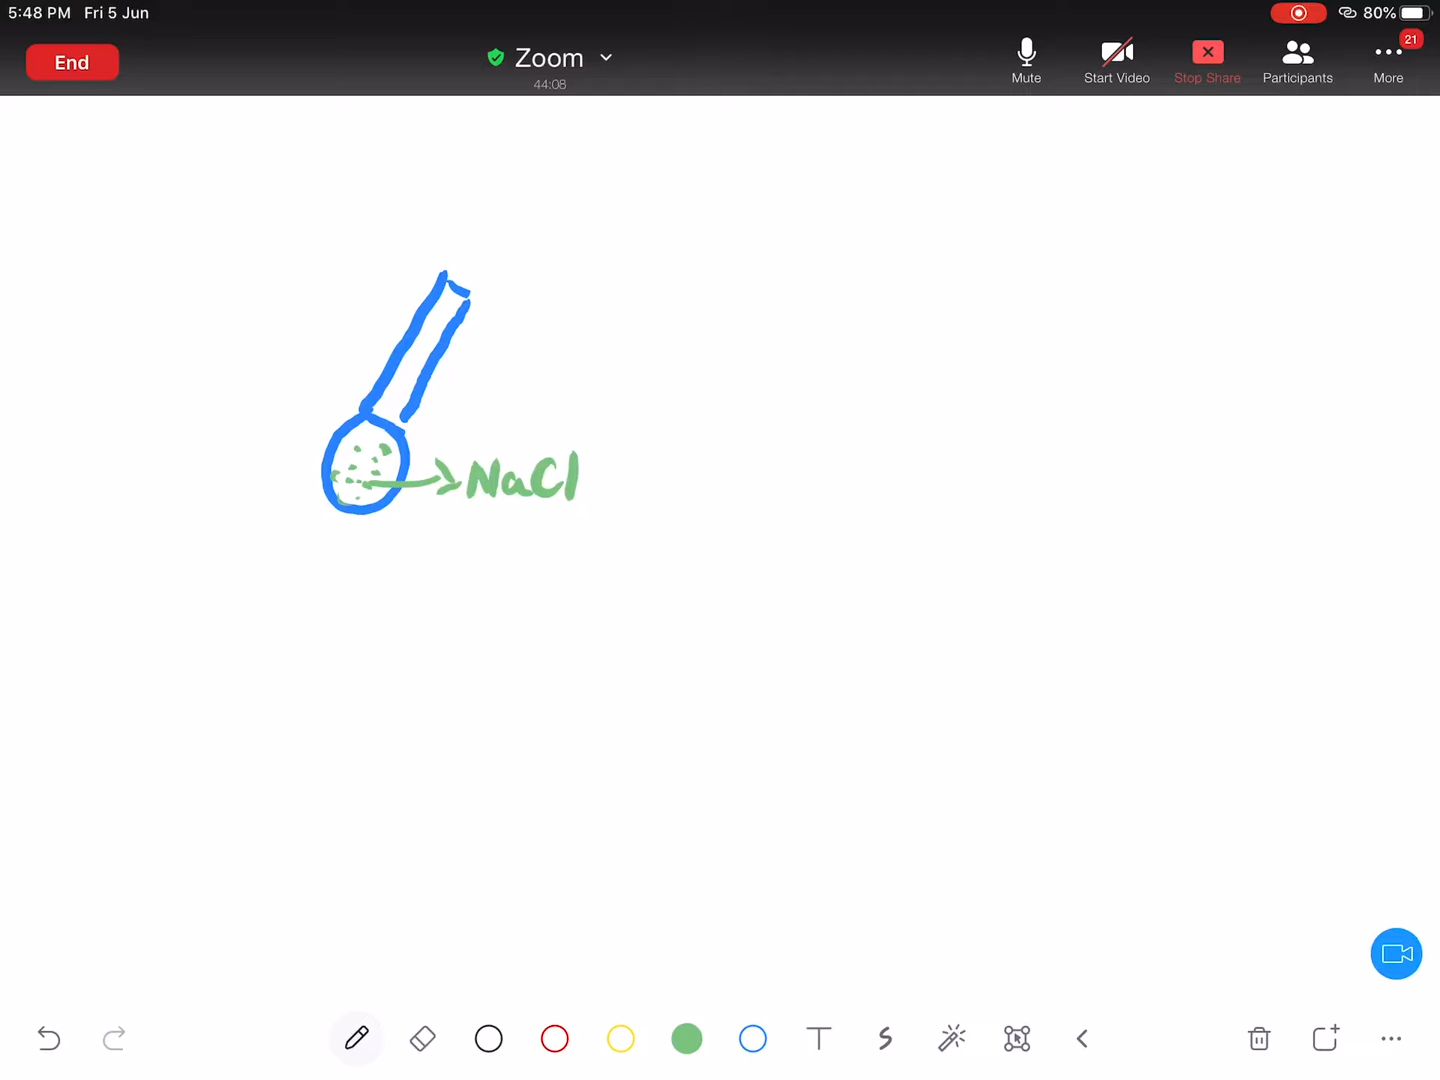 5:48 PM Fri 5 Jun
80%
End
Zoom
44:08
Mute
Start Video
Stop Share
Participants
More
21
NaCl
T